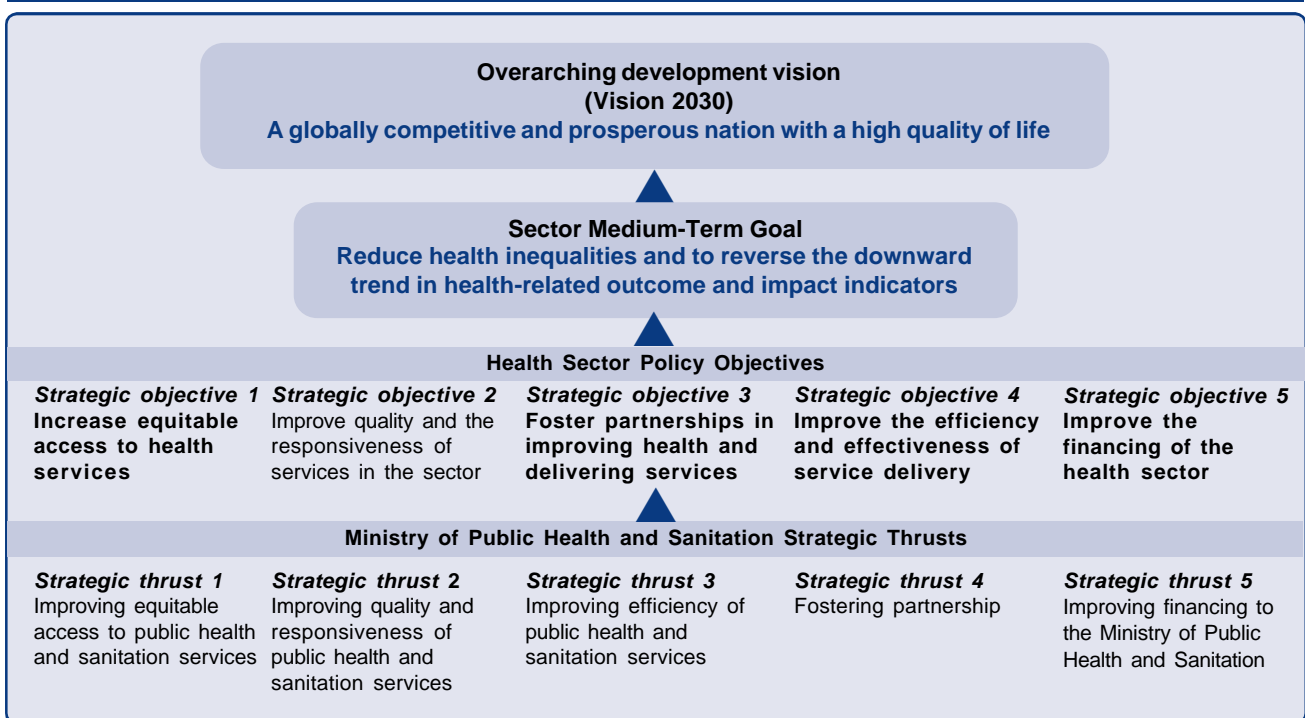 Overarching development vision
(Vision 2030)
A globally competitive and prosperous nation with a high quality of life
Sector Medium-Term Goal
Reduce health inequalities and to reverse the downward
trend in health-related outcome and impact indicators
Health Sector Policy Objectives
Strategic objective 1
Increase equitable
access to health
services
Strategic objective 2
Improve quality and the
responsiveness of
services in the sector
Strategic objective 3
Foster partnerships in
improving health and
delivering services
Strategic objective 4
Improve the efficiency
and effectiveness of
service delivery
Strategic objective 5
Improve the
financing of the
health sector
Ministry of Public Health and Sanitation Strategic Thrusts
Strategic thrust 1
Improving equitable
access to public health
and sanitation services
Strategic thrust 2
Improving quality and
responsiveness of
public health and
sanitation services
Strategic thrust 3
Improving efficiency of
public health and
sanitation services
Strategic thrust 4
Fostering partnership
Strategic thrust 5
Improving financing to
the Ministry of Public
Health and Sanitation